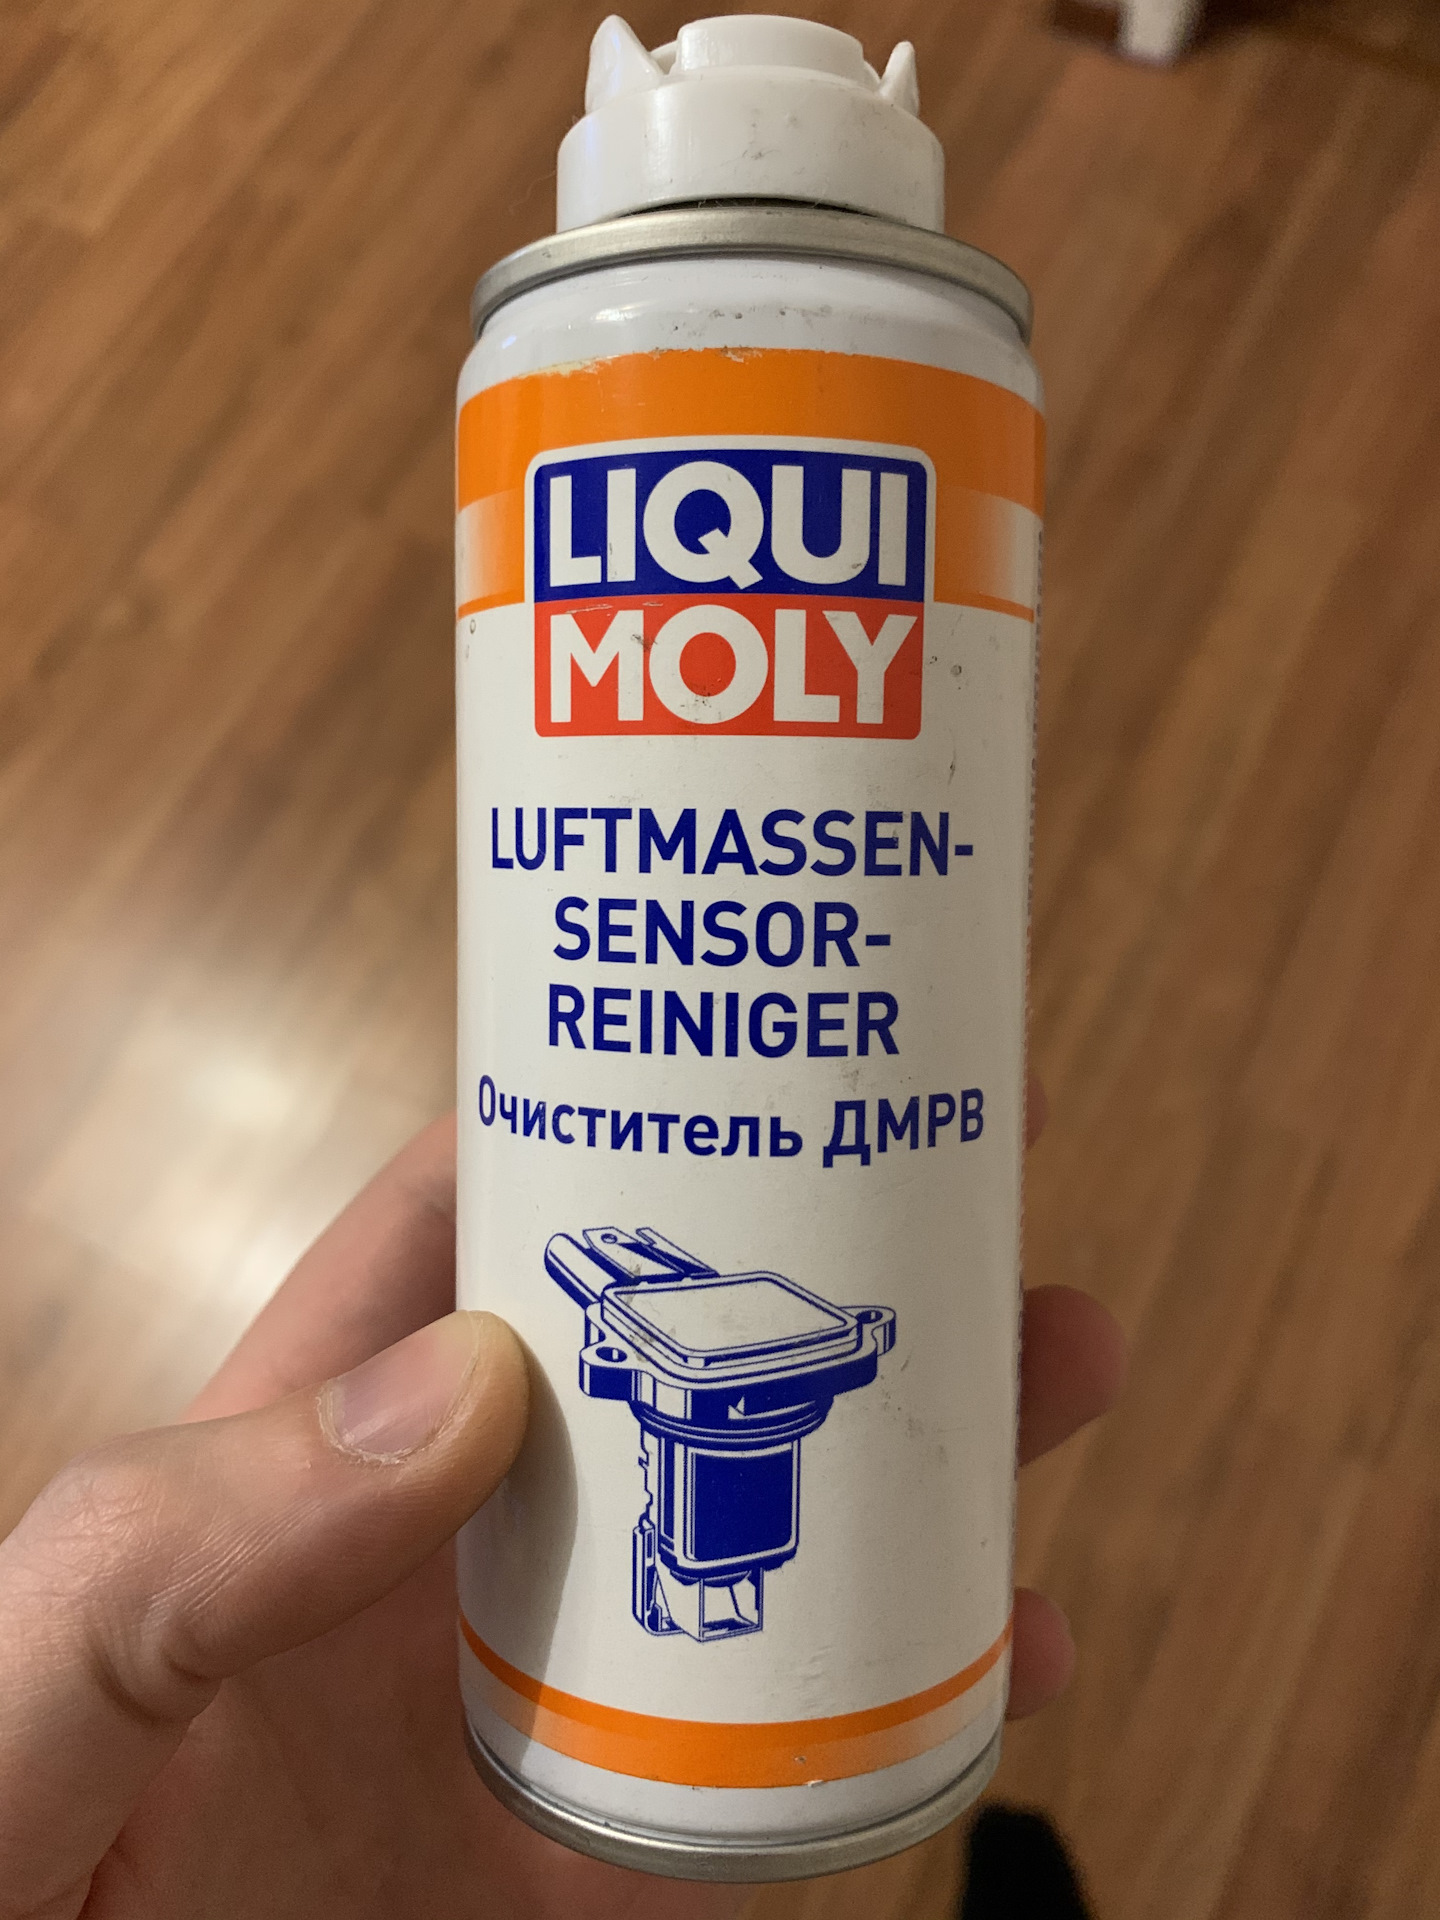 LIQUI
MOLY
LUFTMASSEN-
SENSOR-
REINIGER
Очиститель ДМРВ